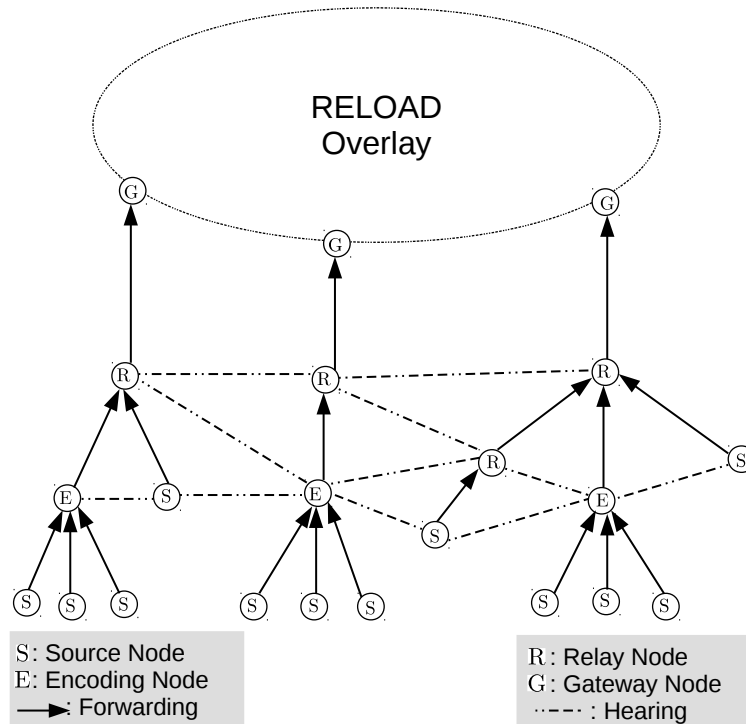 RELOAD
Overlay
G
G
G
R
R
R
R
S
E
S
E
E
S
S
S
S
S
S
S
S
S
S
S: Source Node
E: Encoding Node
: Forwarding
R: Relay Node
G: Gateway Node
: Hearing